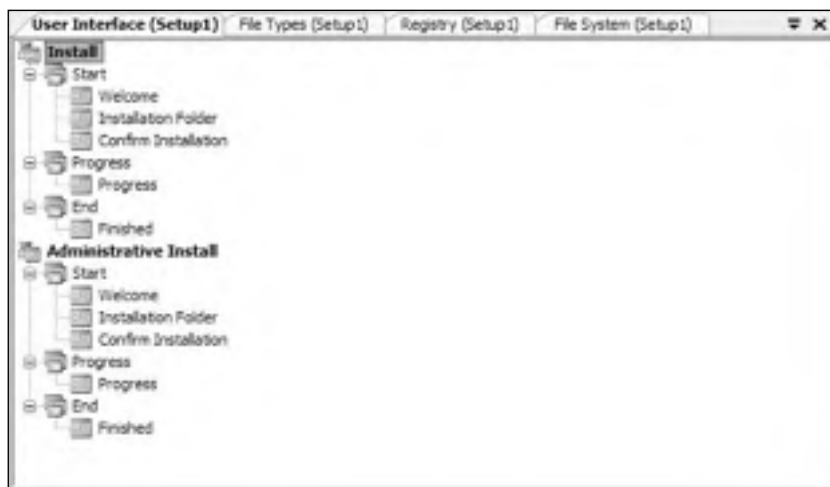 User Interface (Setup1) File Types (Setup1) Registry (Setup1) File System (Setup1)
Install
Start
Welcome
Installation Folder
Confirm Installation
Progress
Progress
End
Finished
Administrative Install
Start
Welcome
Installation Folder
Confirm Installation
Progress
Progress
End
Finished